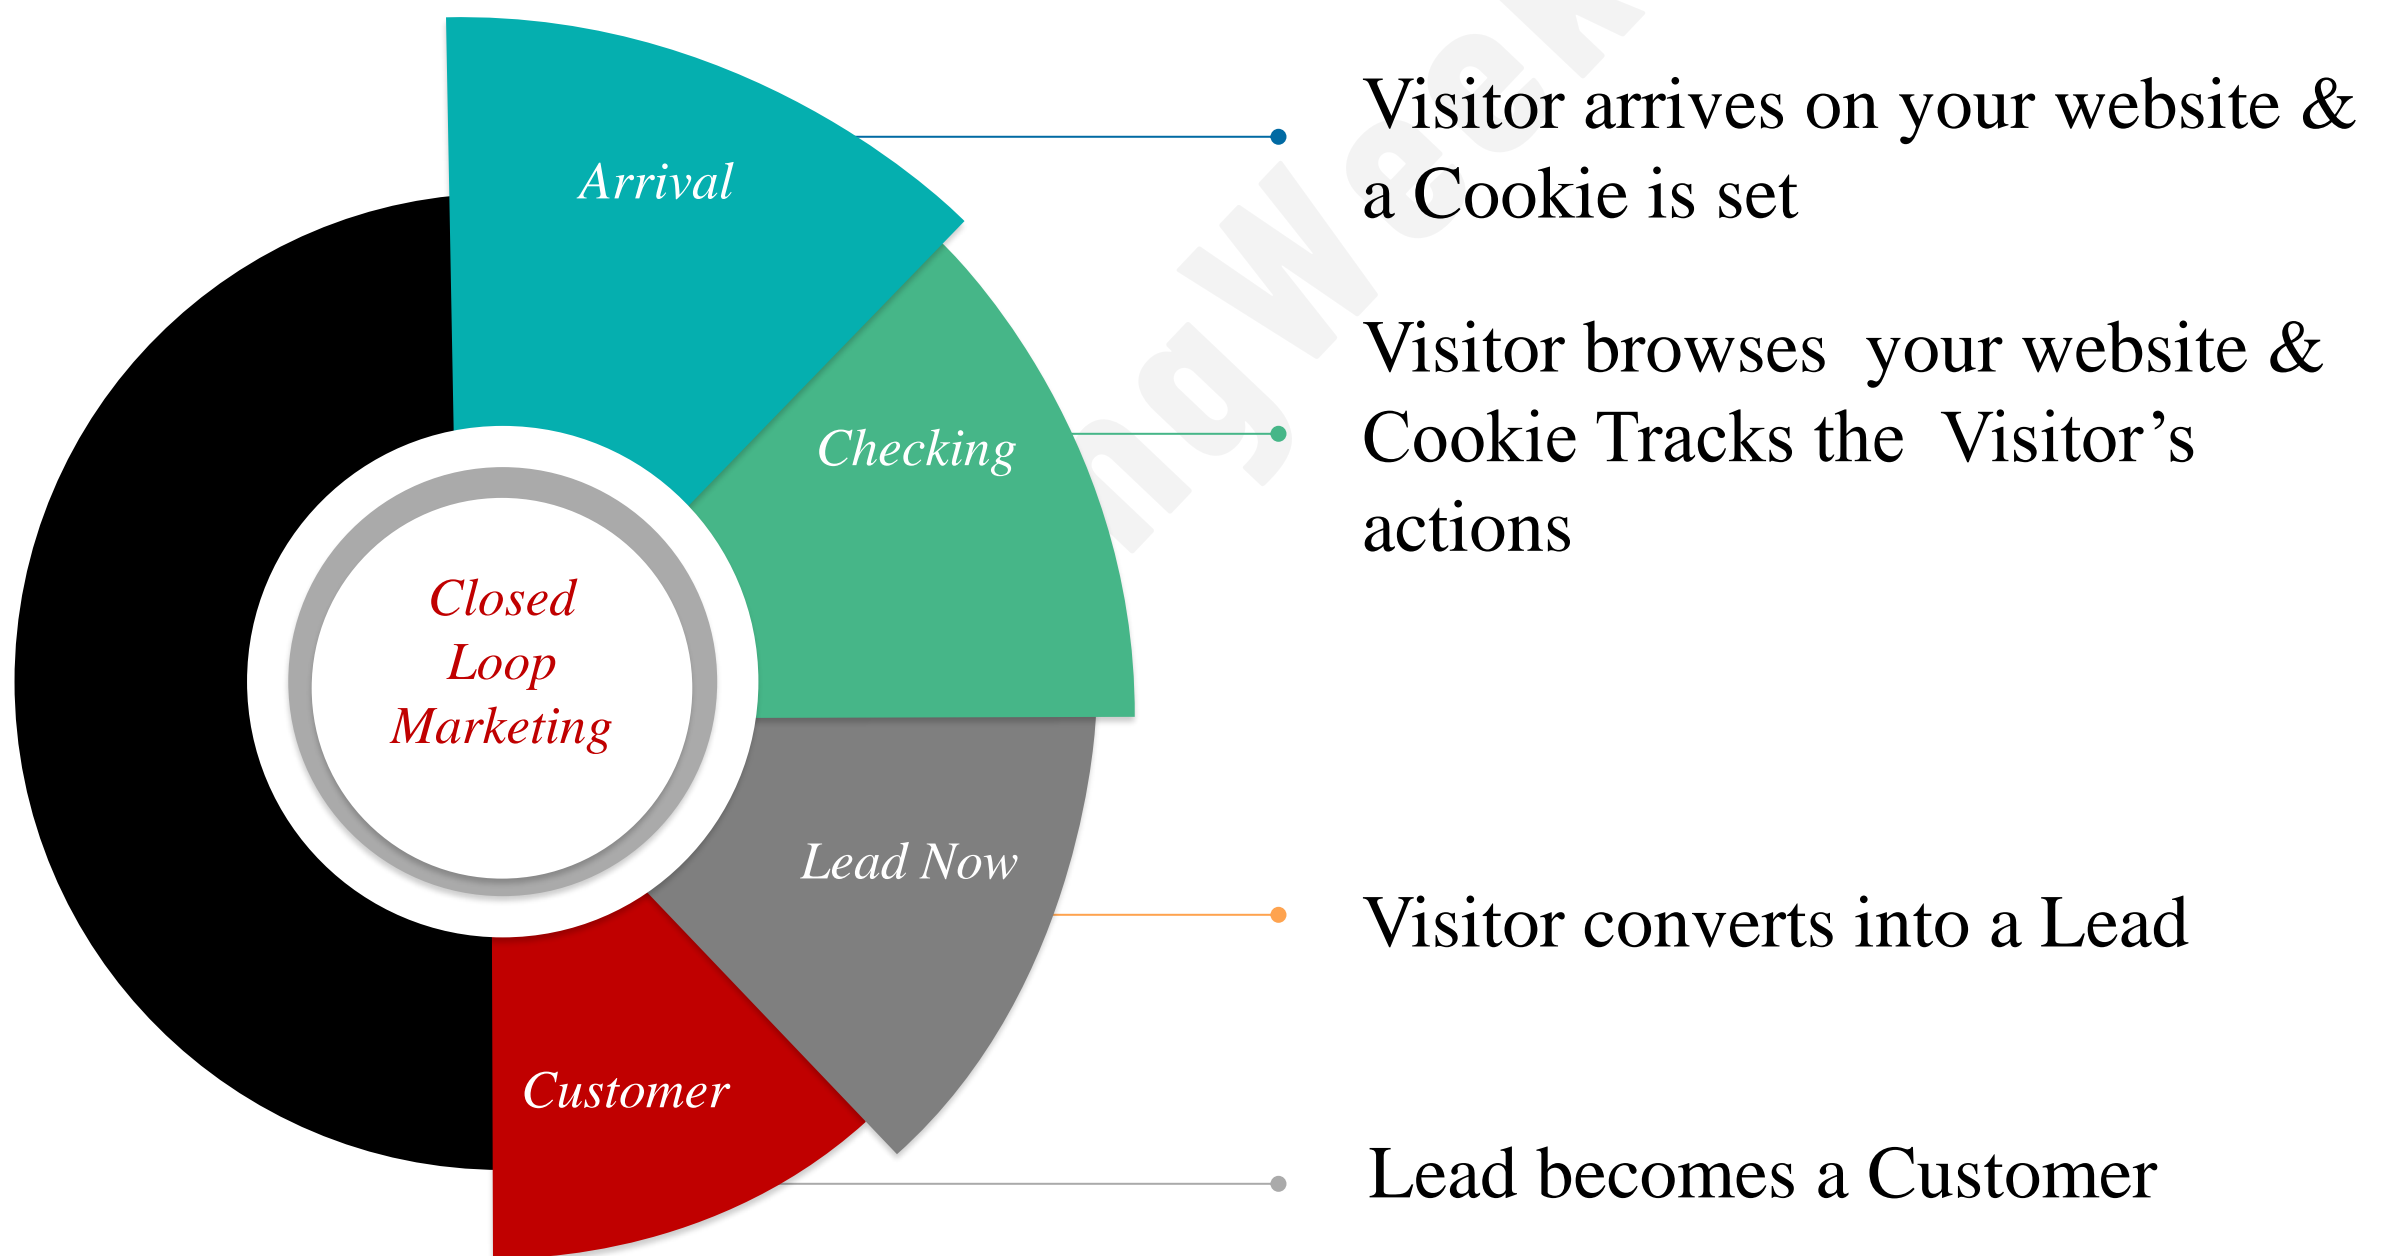 Arrival
Visitor arrives on your website &
a Cookie is set
Checking
Visitor browses  your website &
Cookie Tracks the  Visitor’s
actions
Closed
Loop
Marketing
Lead Now
Visitor converts into a Lead
Customer
Lead becomes a Customer